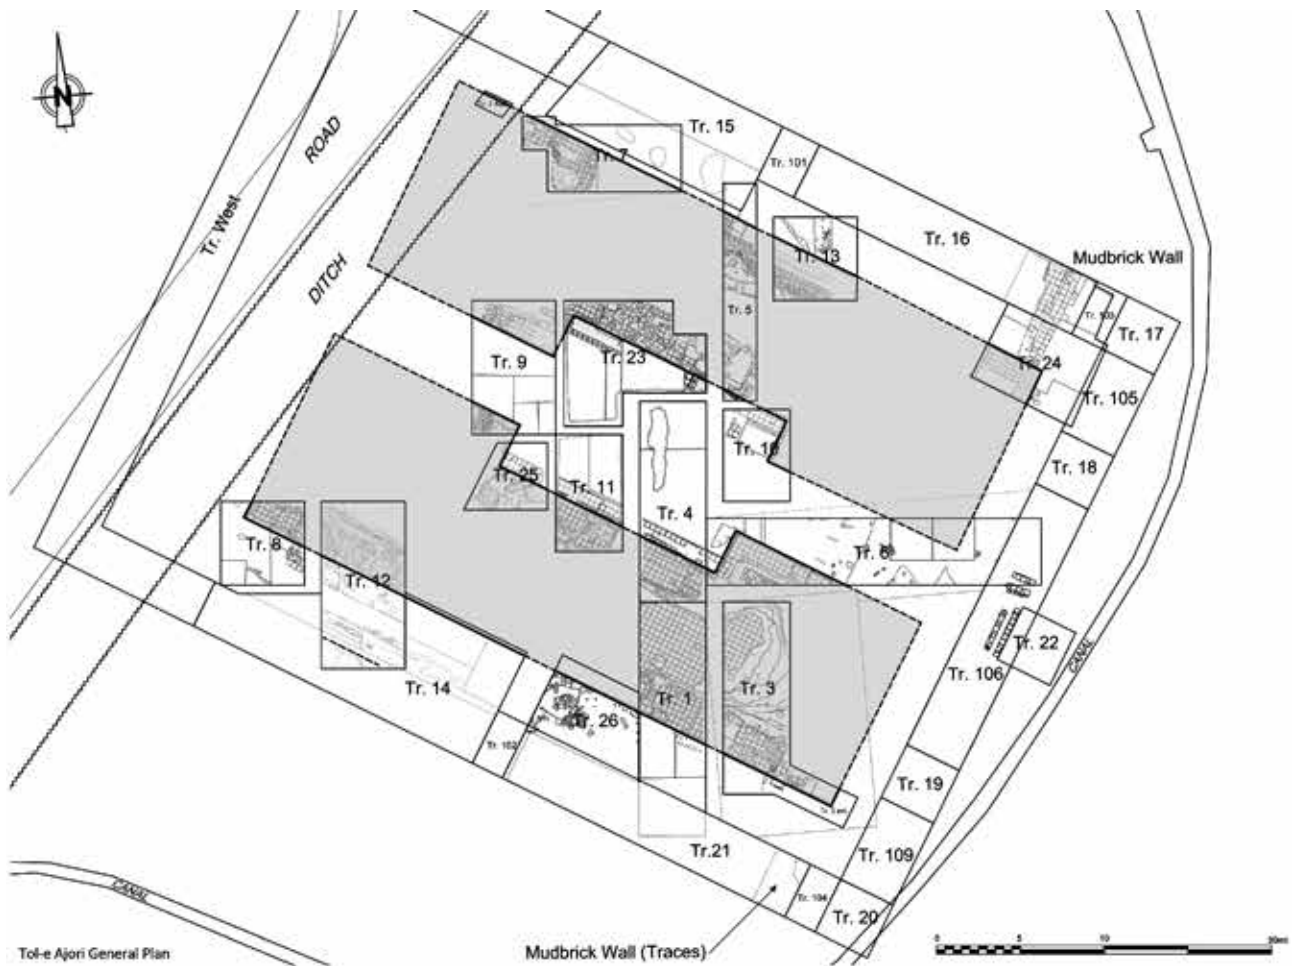 N
ROAD
Tr. West
DITCH
Tr. 15
Tr. 7
Tr. 101
Tr. 16
Tr. 13
Mudbrick Wall
Tr. 5
Tr. 103
Tr. 17
Tr. 9
Tr. 23
Tr. 24
Tr. 105
Tr. 10
Tr. 18
Tr. 25
Tr. 11
Tr. 4
Tr. 8
Tr. 6
Tr. 12
Tr. 22
CANAL
Tr. 106
Tr. 14
Tr. 1
Tr. 3
Tr. 26
Tr. 102
Tr. 19
Tr.21
Tr. 109
Tr. 104
Tr. 20
CANAL
Mudbrick Wall (Traces)
Tol-e Ajori General Plan
0 5 10 20m